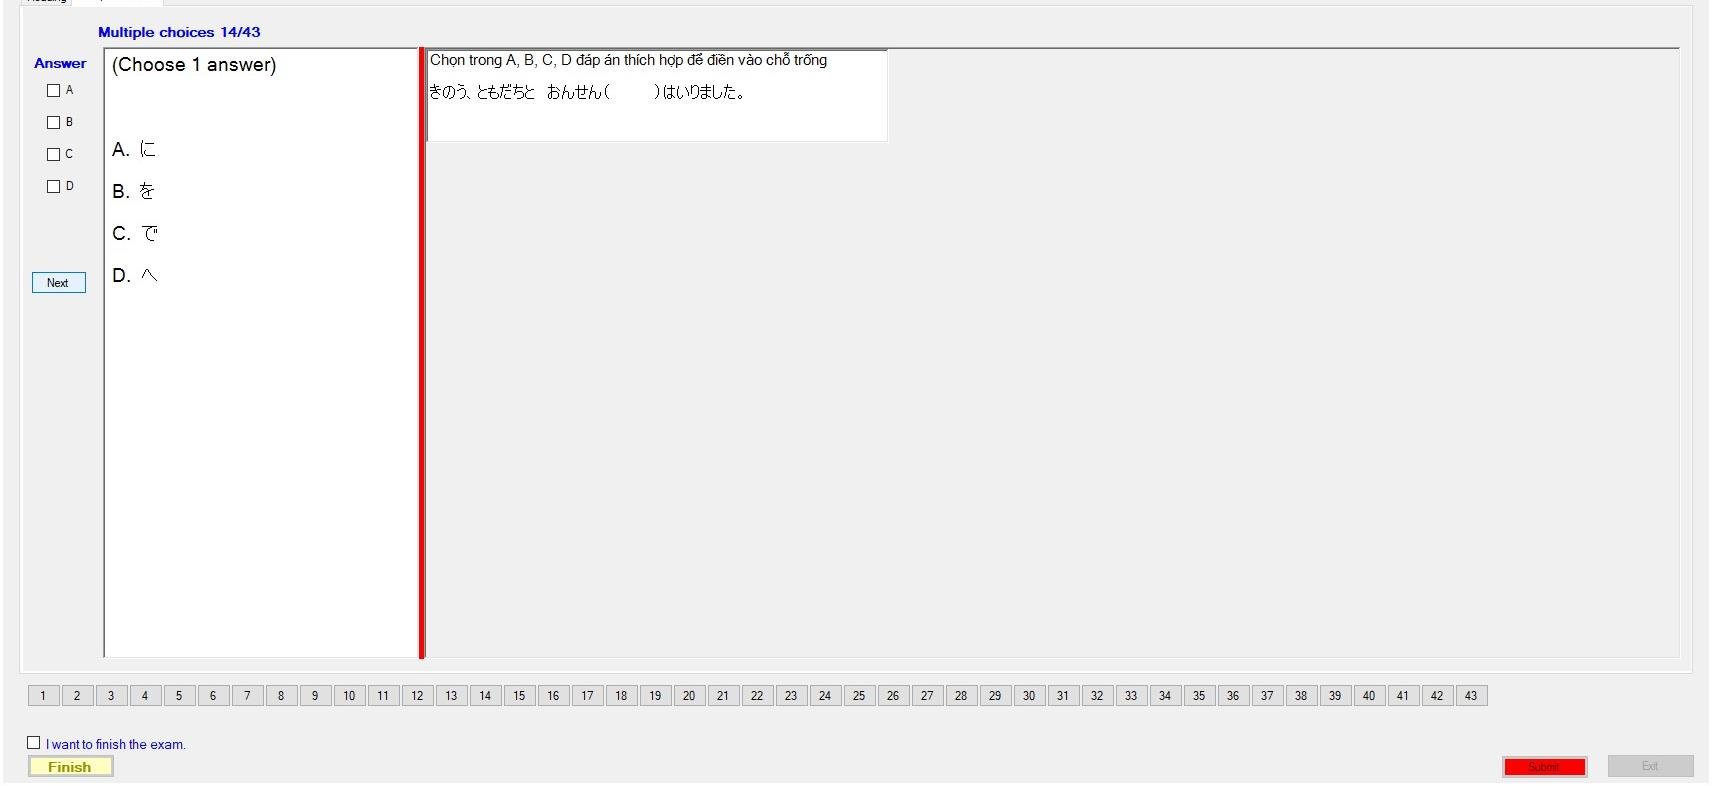 Multiple choices 14/43
Answer
A
B
C
D
Next
(Choose 1 answer)
A. に
B. を
C. で
D. へ
Chọn trong A, B, C, D đáp án thích hợp để điền vào chỗ trống
きのう、ともだちと　おんせん(　　　)はいりました。
1 2 3 4 5 6 7 8 9 10 11 12 13 14 15 16 17 18 19 20 21 22 23 24 25 26 27 28 29 30 31 32 33 34 35 36 37 38 39 40 41 42 43
I want to finish the exam.
Finish
Submit
Exit